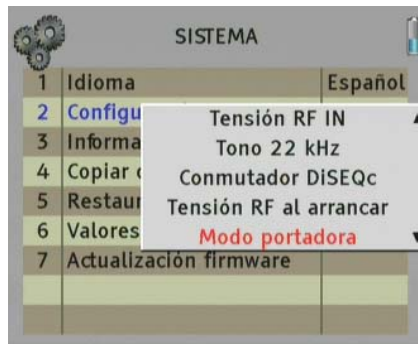 SISTEMA
1 Idioma Español
2 Configu
Tensión RF IN
3 Informa
Tono 22 kHz
4 Copiar
Conmutador DiSEQc
5 Restaur
Tensión RF al arrancar
6 Valores
Modo portadora
7 Actualización firmware